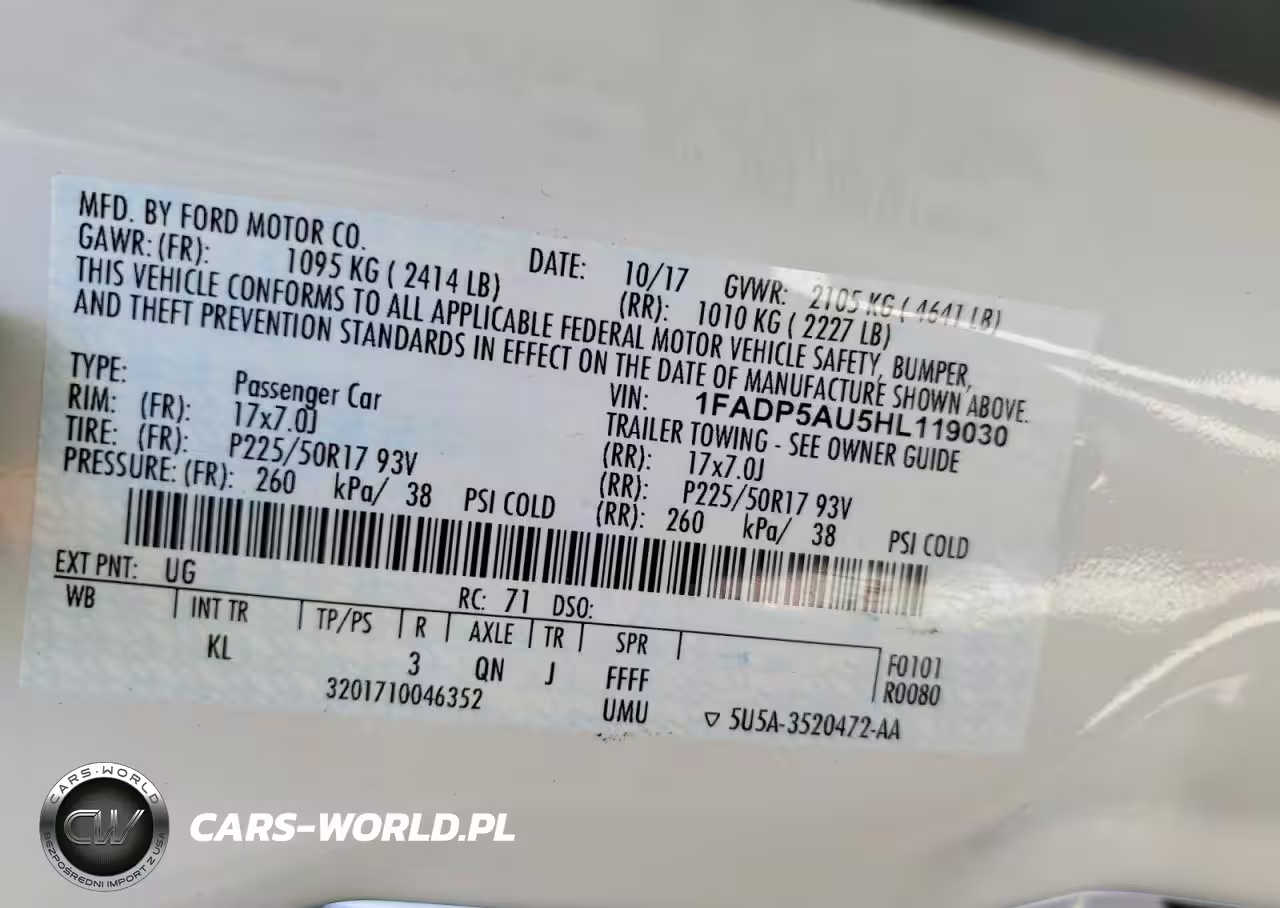 MFD. BY FORD MOTOR CO.
DATE: 10/17 GVWR: 2105 KG ( 4641 LB)
GAWR: (FR): 1095 KG ( 2414 LB) (RR): 1010 KG ( 2227 LB)
THIS VEHICLE CONFORMS TO ALL APPLICABLE FEDERAL MOTOR VEHICLE SAFETY, BUMPER,
AND THEFT PREVENTION STANDARDS IN EFFECT ON THE DATE OF MANUFACTURE SHOWN ABOVE.
VIN: 1FADP5AU5HL119030
TYPE: Passenger Car TRAILER TOWING - SEE OWNER GUIDE
RIM: (FR): 17x7.0J (RR): 17x7.0J
TIRE: (FR): P225/50R17 93V (RR): P225/50R17 93V
PRESSURE: (FR): 260 kPa/ 38 PSI COLD (RR): 260 kPa/ 38 PSI COLD
EXT PNT: UG RC: 71 DSO:
WB INT TR TP/PS R AXLE TR SPR
KL 3 QN J FFFF
F0101
R0080
3201710046352 UMU ▽ 5U5A-3520472-AA
CARS-WORLD
CW
BEZPOŚREDNI IMPORT Z USA
CARS-WORLD.PL